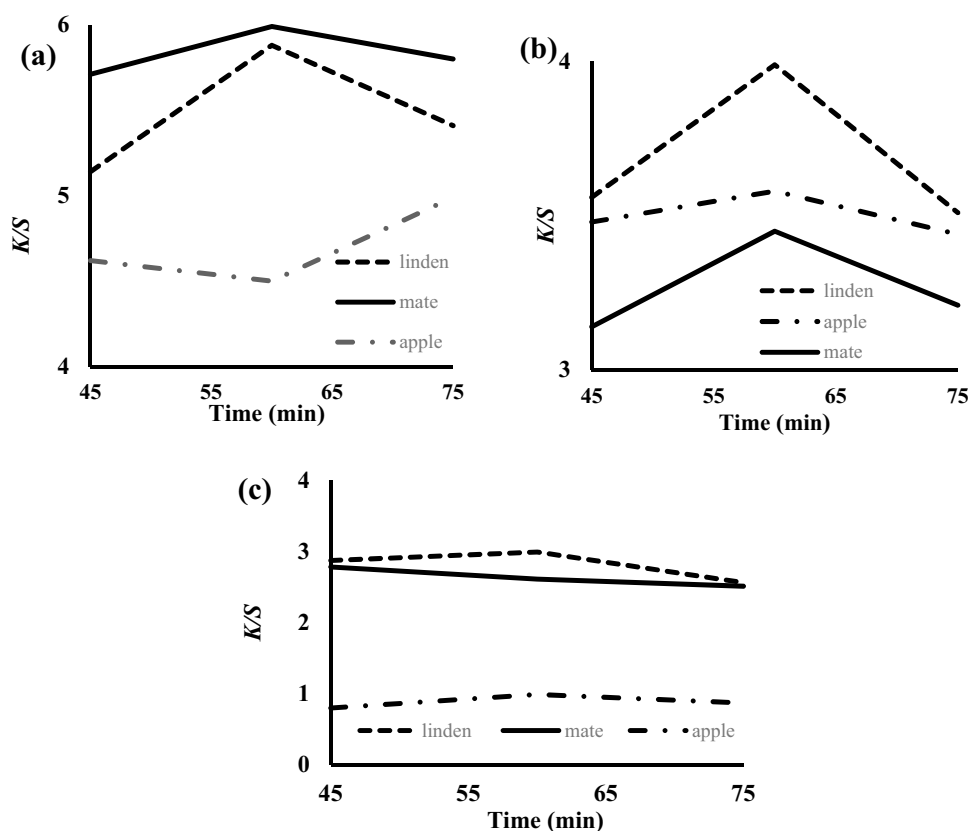 (a)
6
5
4
K/S
linden
mate
apple
45 55 65 75
Time (min)
(b)
4
3
K/S
linden
apple
mate
45 55 65 75
Time (min)
(c)
4
3
2
1
0
K/S
linden mate apple
45 55 65 75
Time (min)